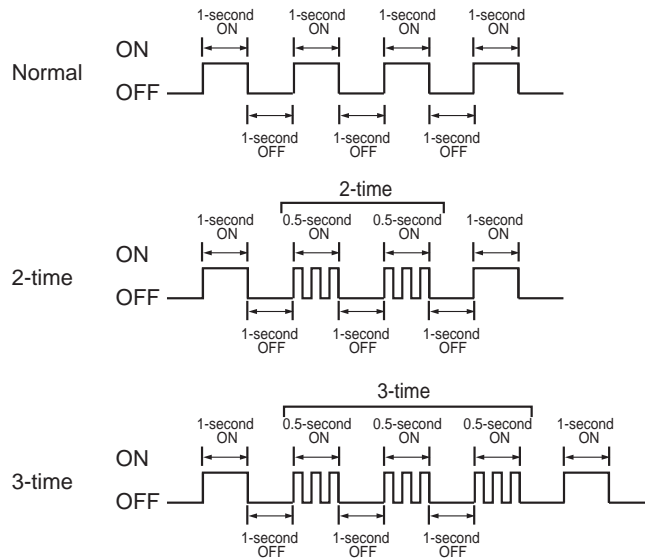 1-second
ON
1-second
ON
1-second
ON
1-second
ON
ON
Normal
OFF
1-second
OFF
1-second
OFF
1-second
OFF
2-time
1-second
ON
0.5-second
ON
0.5-second
ON
1-second
ON
ON
2-time
OFF
1-second
OFF
1-second
OFF
1-second
OFF
3-time
1-second
ON
0.5-second
ON
0.5-second
ON
0.5-second
ON
1-second
ON
ON
3-time
OFF
1-second
OFF
1-second
OFF
1-second
OFF